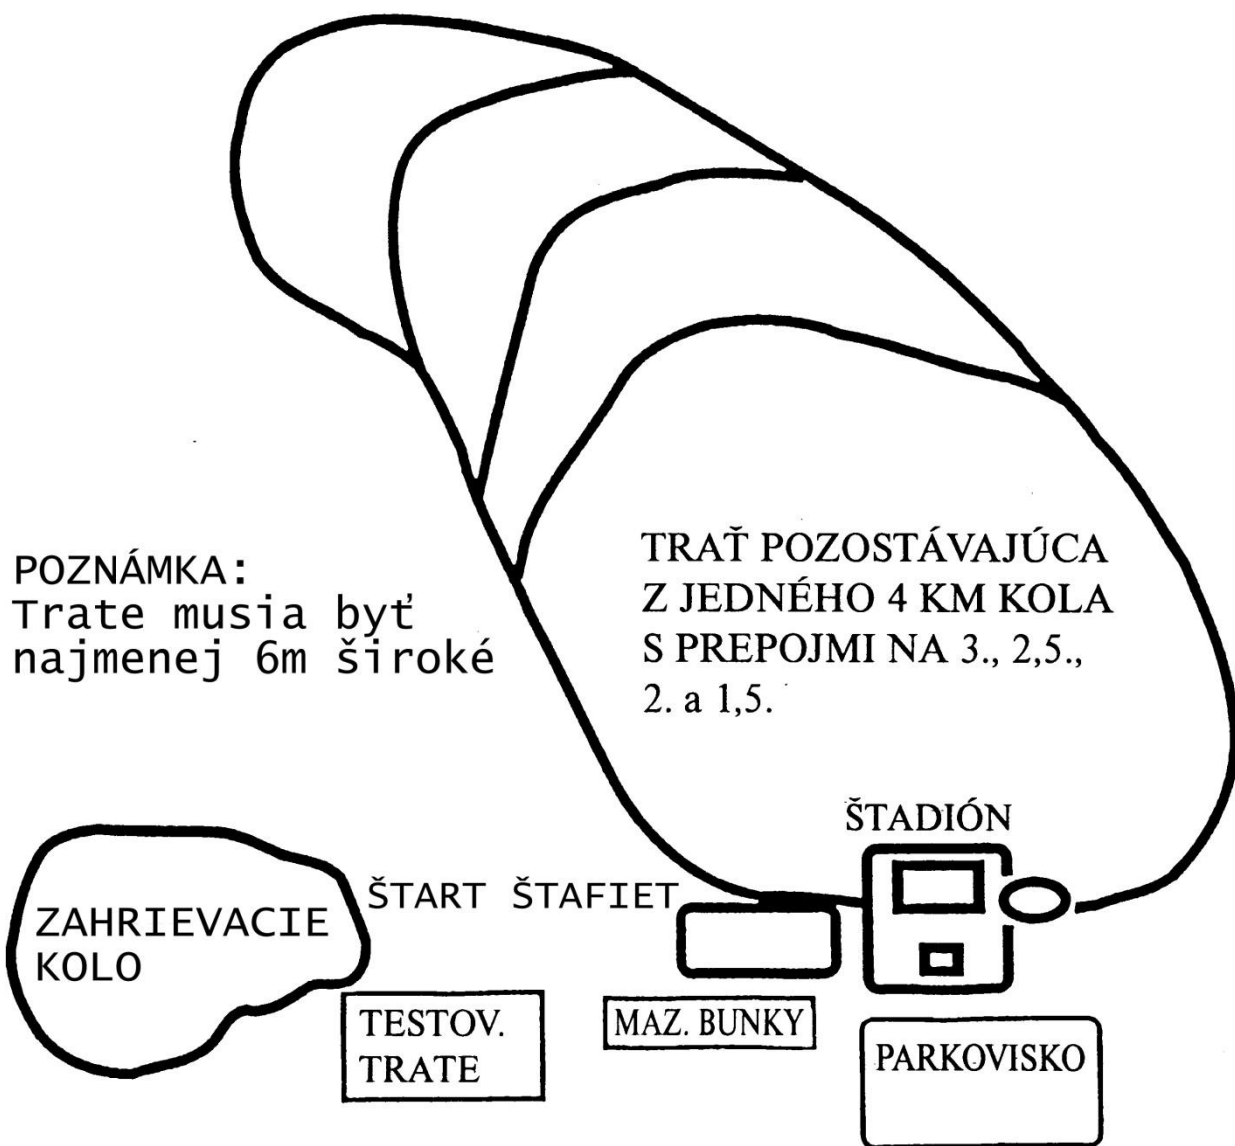 TRAŤ POZOSTÁVAJÚCA
Z JEDNÉHO 4 KM KOLA
S PREPOJMI NA 3., 2,5.,
2. a 1,5.
POZNÁMKA:
Trate musia byť
najmenej 6m široké
ŠTADIÓN
ŠTART ŠTAFIET
ZAHRIEVACIE
KOLO
TESTOV.
TRATE
MAZ. BUNKY
PARKOVISKO